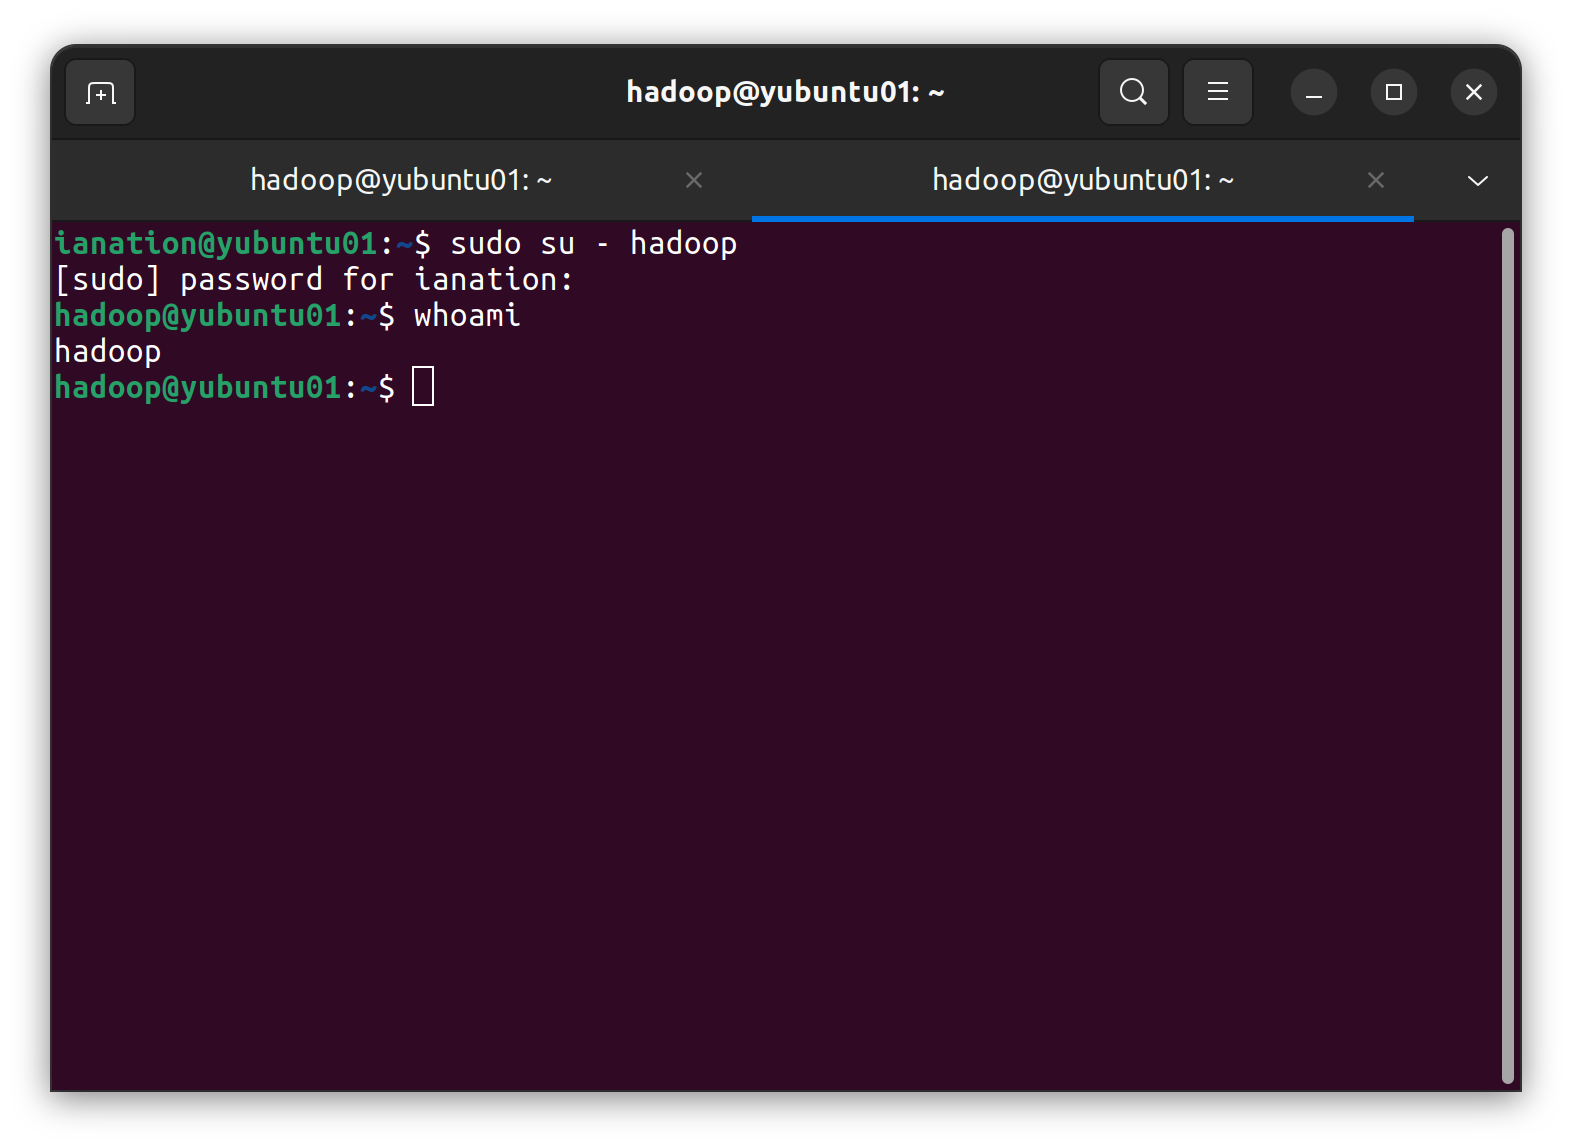 hadoop@yubuntu01: ~
hadoop@yubuntu01: ~
hadoop@yubuntu01: ~
ianation@yubuntu01:~$ sudo su - hadoop
[sudo] password for ianation:
hadoop@yubuntu01:~$ whoami
hadoop
hadoop@yubuntu01:~$